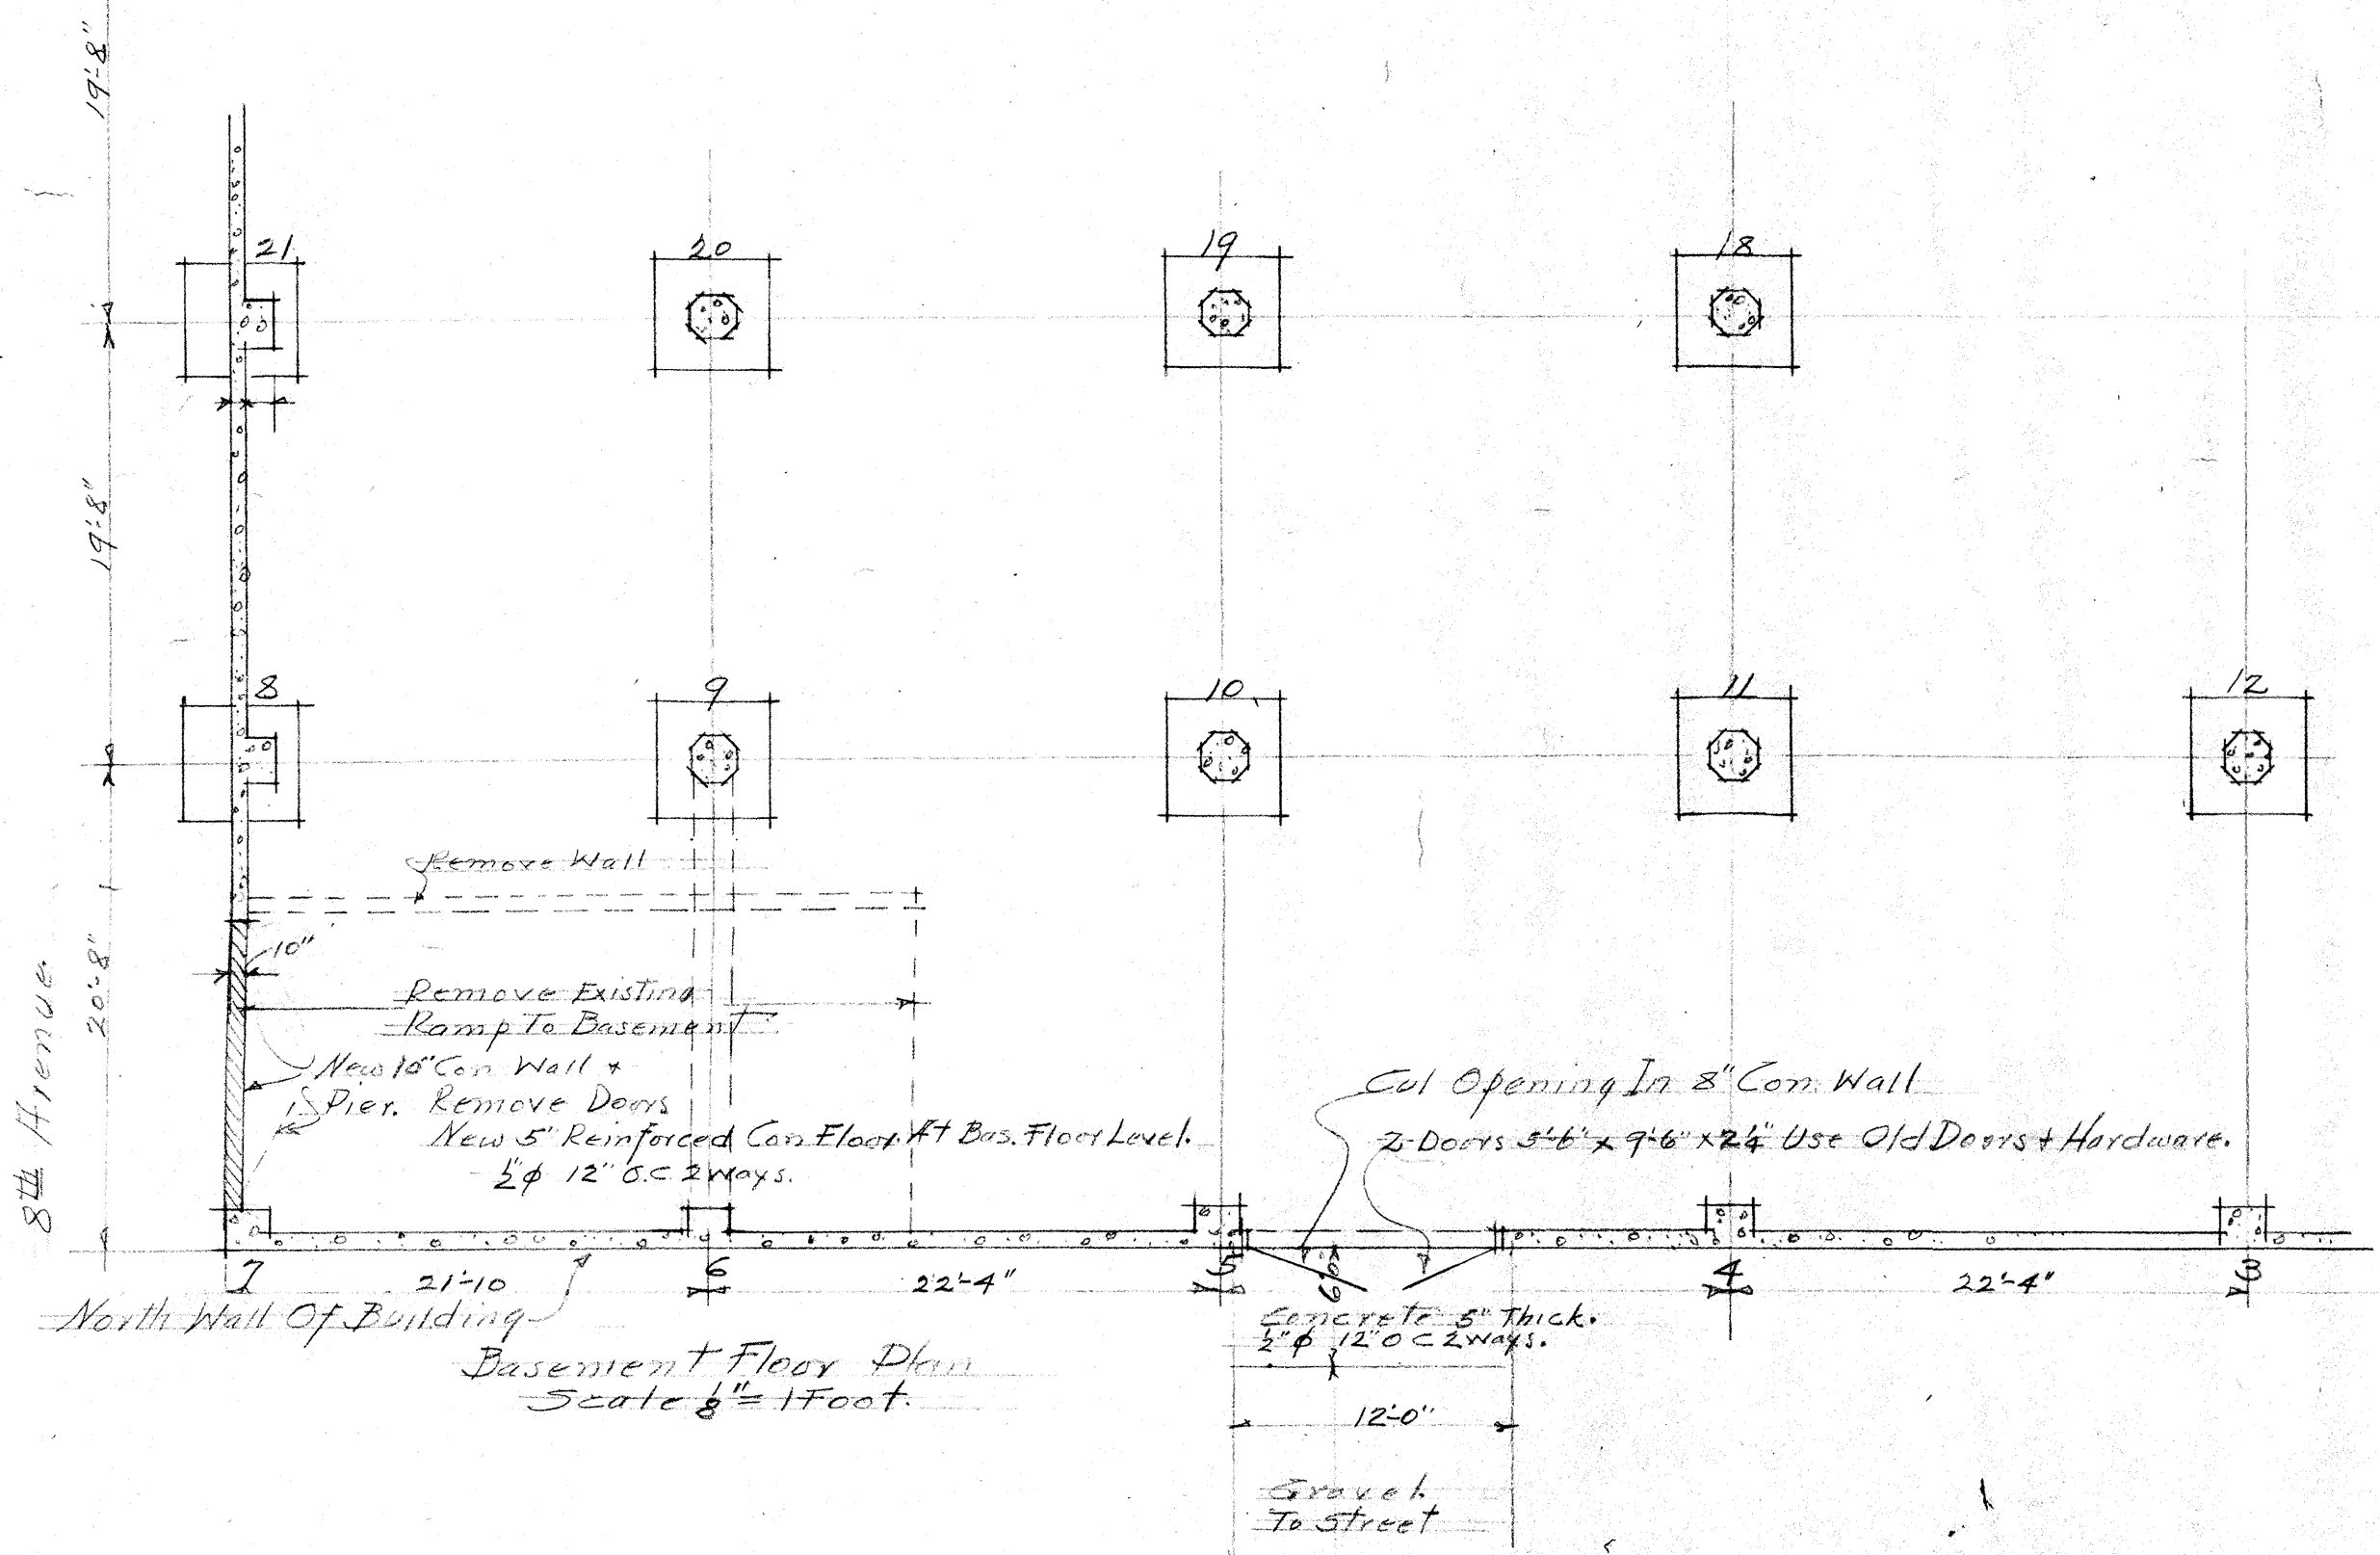 19'-8"
21
20
19
18
19'-8"
8
9
10
11
12
Remove Wall
10"
20'-8"
8th Avenue
Remove Existing
Ramp To Basement
New 10" Con Wall +
Pier. Remove Doors
New 5" Reinforced Con Floor At Bas. Floor Level.
½"φ 12" O.C 2 Ways.
Cut Opening In 8" Con. Wall
2-Doors 5'-6" x 9'-6" x 2¼" Use Old Doors + Hardware.
7
21'-10
6
22'-4"
5
6'-0"
4
22'-4"
3
North Wall Of Building
Concrete 5" Thick.
½"φ 12" O C 2 Ways.
Basement Floor Plan
Scale ⅛" = 1 Foot.
12'-0"
Gravel
To Street